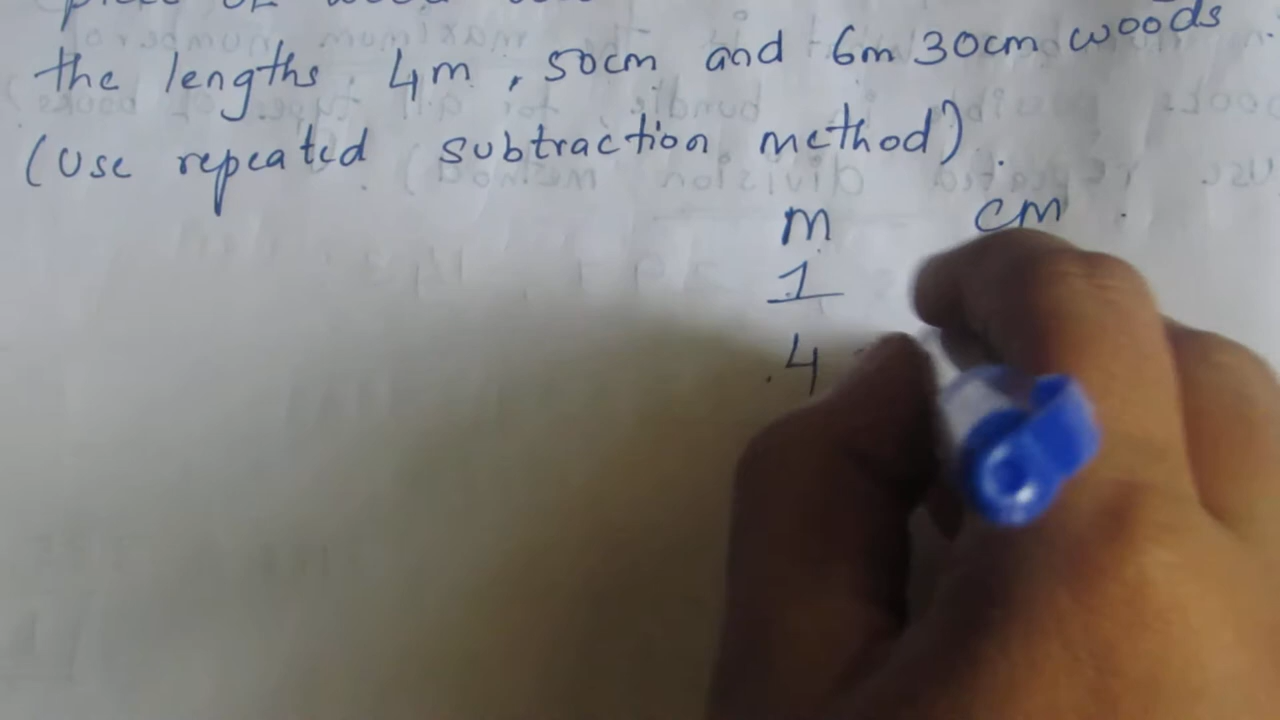 the lengths 4m, 50cm and 6m 30cm woods
(Use repeated subtraction method).
m cm
1
4